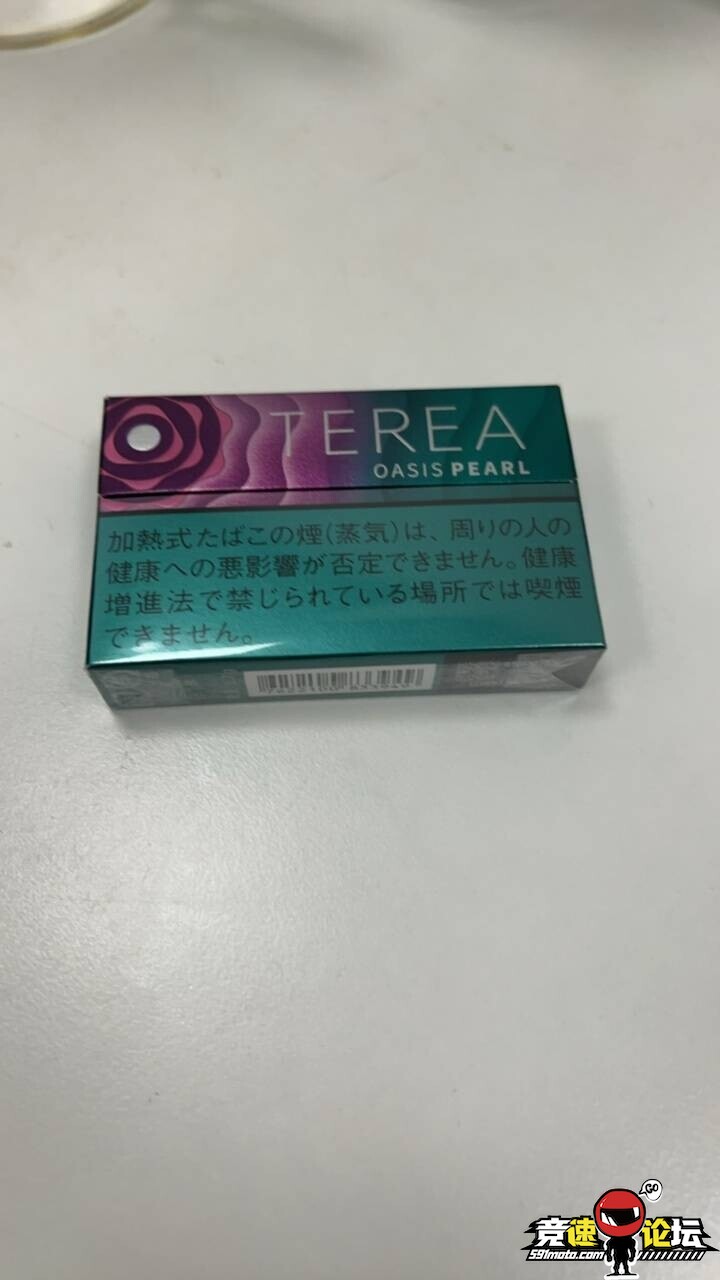 TEREA
OASIS PEARL
加熱式たばこの煙(蒸気)は、周りの人の
健康への悪影響が否定できません。健康
増進法で禁じられている場所では喫煙
できません。
GO
竞速论坛
591moto.com